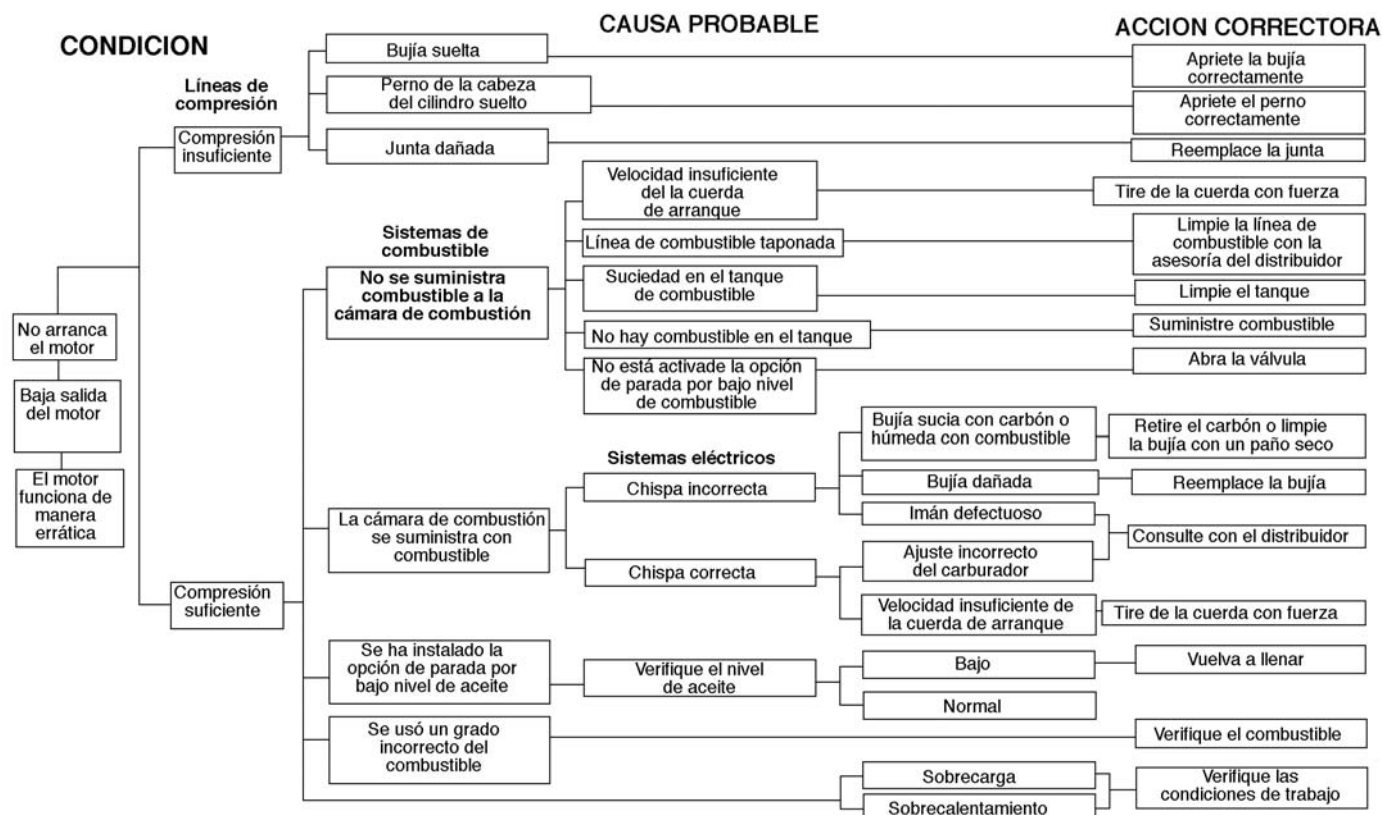 CONDICION
CAUSA PROBABLE
ACCION CORRECTORA
Líneas de
compresión
Compresión
insuficiente
Bujía suelta
Apriete la bujía
correctamente
Perno de la cabeza
del cilindro suelto
Apriete el perno
correctamente
Junta dañada
Reemplace la junta
No arranca
el motor
Baja salida
del motor
El motor
funciona de
manera
errática
Compresión
suficiente
Sistemas de
combustible
No se suministra
combustible a la
cámara de combustión
Velocidad insuficiente
del la cuerda
de arranque
Tire de la cuerda con fuerza
Línea de combustible taponada
Limpie la línea de
combustible con la
asesoría del distribuidor
Suciedad en el tanque
de combustible
Limpie el tanque
No hay combustible en el tanque
Suministre combustible
No está activade la opción
de parada por bajo nivel
de combustible
Abra la válvula
La cámara de combustión
se suministra con
combustible
Sistemas eléctricos
Chispa incorrecta
Bujía sucia con carbón o
húmeda con combustible
Retire el carbón o limpie
la bujía con un paño seco
Bujía dañada
Reemplace la bujía
Imán defectuoso
Consulte con el distribuidor
Chispa correcta
Ajuste incorrecto
del carburador
Velocidad insuficiente de
la cuerda de arranque
Tire de la cuerda con fuerza
Se ha instalado la
opción de parada por
bajo nivel de aceite
Verifique el nivel
de aceite
Bajo
Vuelva a llenar
Normal
Se usó un grado
incorrecto del
combustible
Verifique el combustible
Sobrecarga
Sobrecalentamiento
Verifique las
condiciones de trabajo